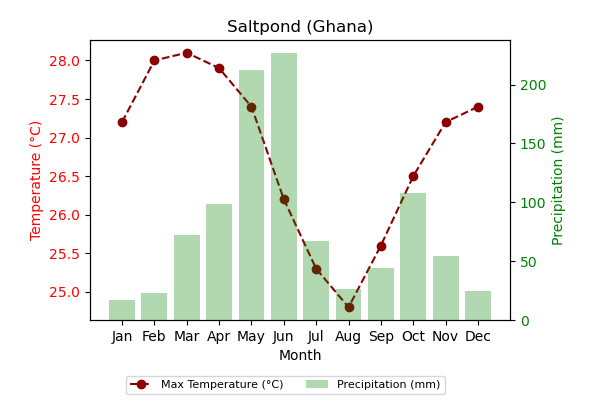 Saltpond (Ghana)
28.0
27.5
27.0
26.5
26.0
25.5
25.0
Temperature (°C)
200
150
100
50
0
Precipitation (mm)
Jan Feb Mar Apr May Jun Jul Aug Sep Oct Nov Dec
Month
Max Temperature (°C) Precipitation (mm)